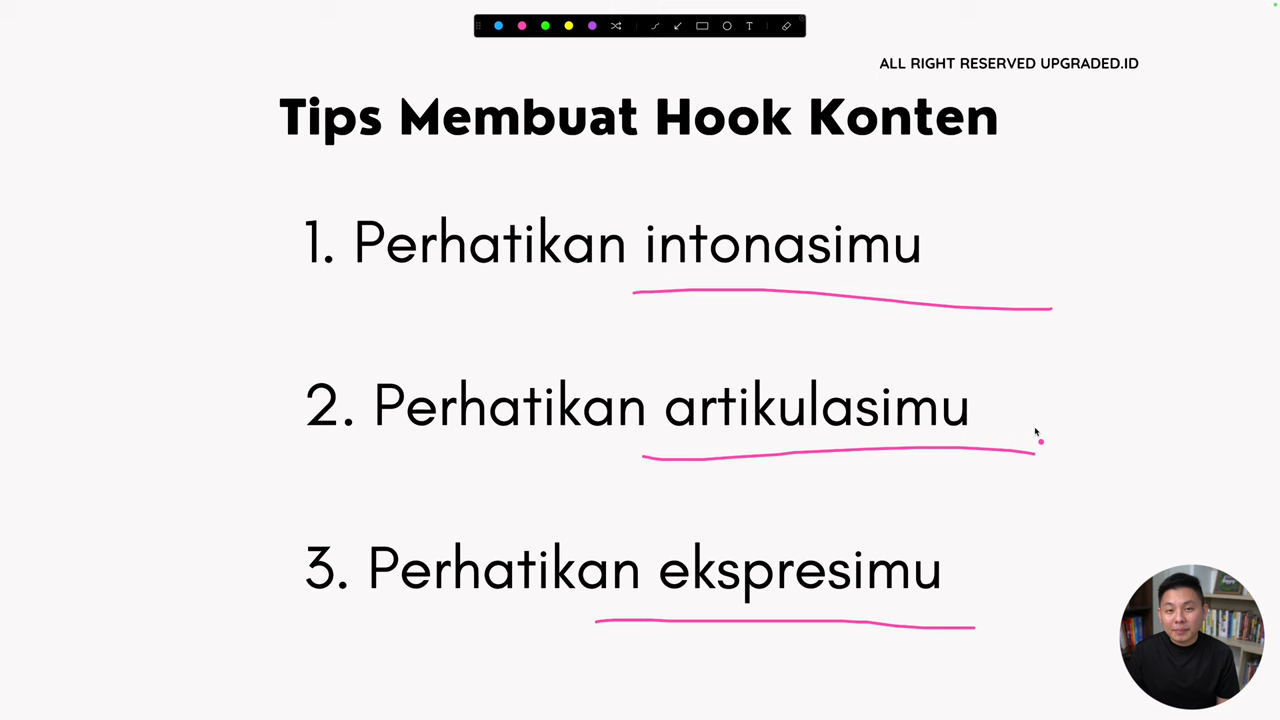 ALL RIGHT RESERVED UPGRADED.ID
Tips Membuat Hook Konten
1. Perhatikan intonasimu
2. Perhatikan artikulasimu
3. Perhatikan ekspresimu